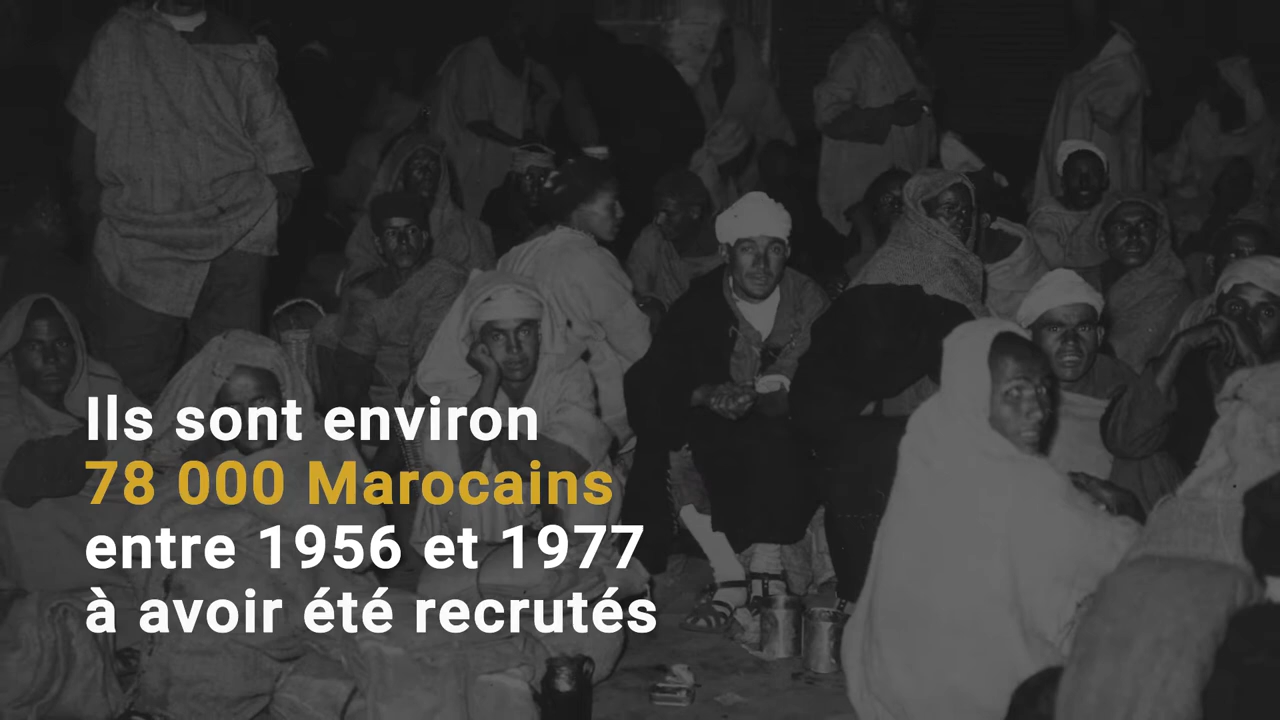 Ils sont environ
78 000 Marocains
entre 1956 et 1977
à avoir été recrutés